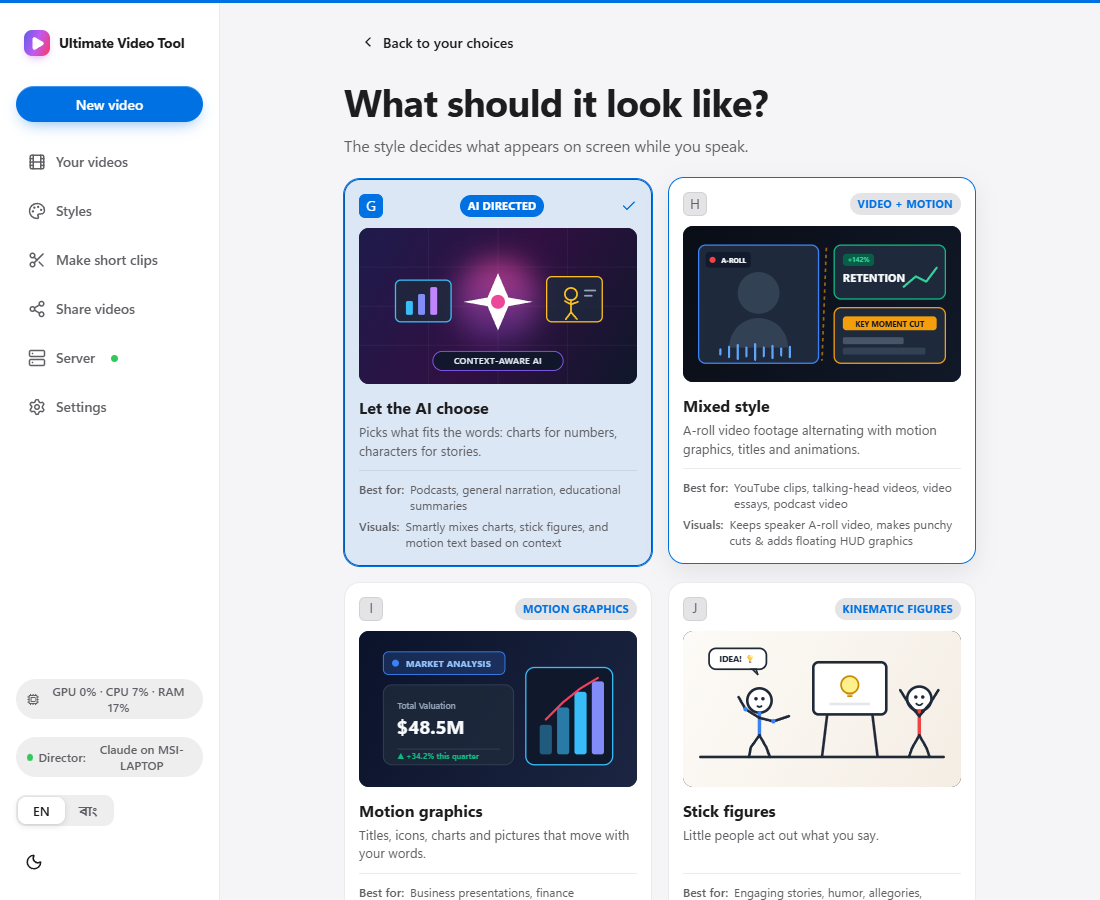 Ultimate Video Tool
New video
Your videos
Styles
Make short clips
Share videos
Server
Settings
GPU 0% · CPU 7% · RAM
17%
Director: Claude on MSI-
LAPTOP
EN বাং
Back to your choices
What should it look like?
The style decides what appears on screen while you speak.
G AI DIRECTED
CONTEXT-AWARE AI
Let the AI choose
Picks what fits the words: charts for numbers,
characters for stories.
Best for: Podcasts, general narration, educational
summaries
Visuals: Smartly mixes charts, stick figures, and
motion text based on context
H VIDEO + MOTION
A-ROLL
+142%
RETENTION
KEY MOMENT CUT
Mixed style
A-roll video footage alternating with motion
graphics, titles and animations.
Best for: YouTube clips, talking-head videos, video
essays, podcast video
Visuals: Keeps speaker A-roll video, makes punchy
cuts & adds floating HUD graphics
I MOTION GRAPHICS
MARKET ANALYSIS
Total Valuation
$48.5M
▲ +34.2% this quarter
Motion graphics
Titles, icons, charts and pictures that move with
your words.
Best for: Business presentations, finance
J KINEMATIC FIGURES
IDEA! 💡
Stick figures
Little people act out what you say.
Best for: Engaging stories, humor, allegories,